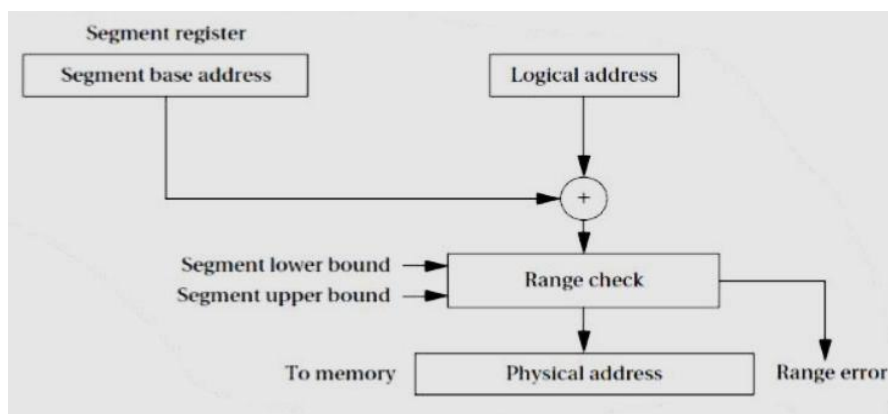 Segment register
Segment base address
Logical address
+
Segment lower bound
Range check
Segment upper bound
To memory
Physical address
Range error